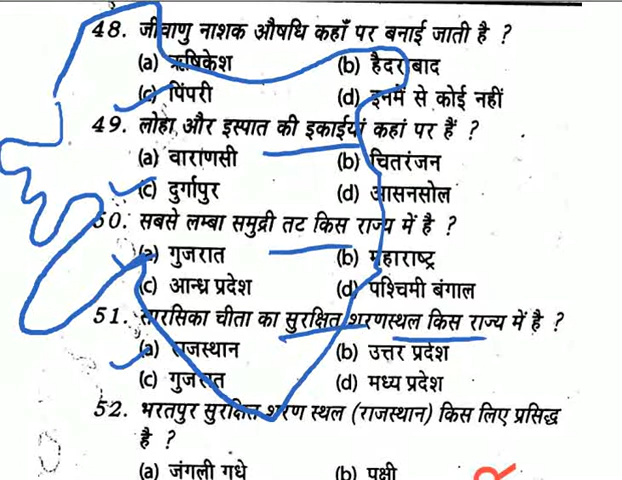 48. जीवाणु नाशक औषधि कहाँ पर बनाई जाती है ?
(a) ऋषिकेश (b) हैदराबाद
(c) पिंपरी (d) इनमें से कोई नहीं
49. लोहा और इस्पात की इकाईयां कहां पर हैं ?
(a) वाराणसी (b) चितरंजन
(c) दुर्गापुर (d) आसनसोल
50. सबसे लम्बा समुद्री तट किस राज्य में है ?
(a) गुजरात (b) महाराष्ट्र
(c) आन्ध्र प्रदेश (d) पश्चिमी बंगाल
51. सारसिका चीता का सुरक्षित शरणस्थल किस राज्य में है ?
(a) राजस्थान (b) उत्तर प्रदेश
(c) गुजरात (d) मध्य प्रदेश
52. भरतपुर सुरक्षित शरण स्थल (राजस्थान) किस लिए प्रसिद्ध
है ?
(a) जंगली गधे (b) पक्षी